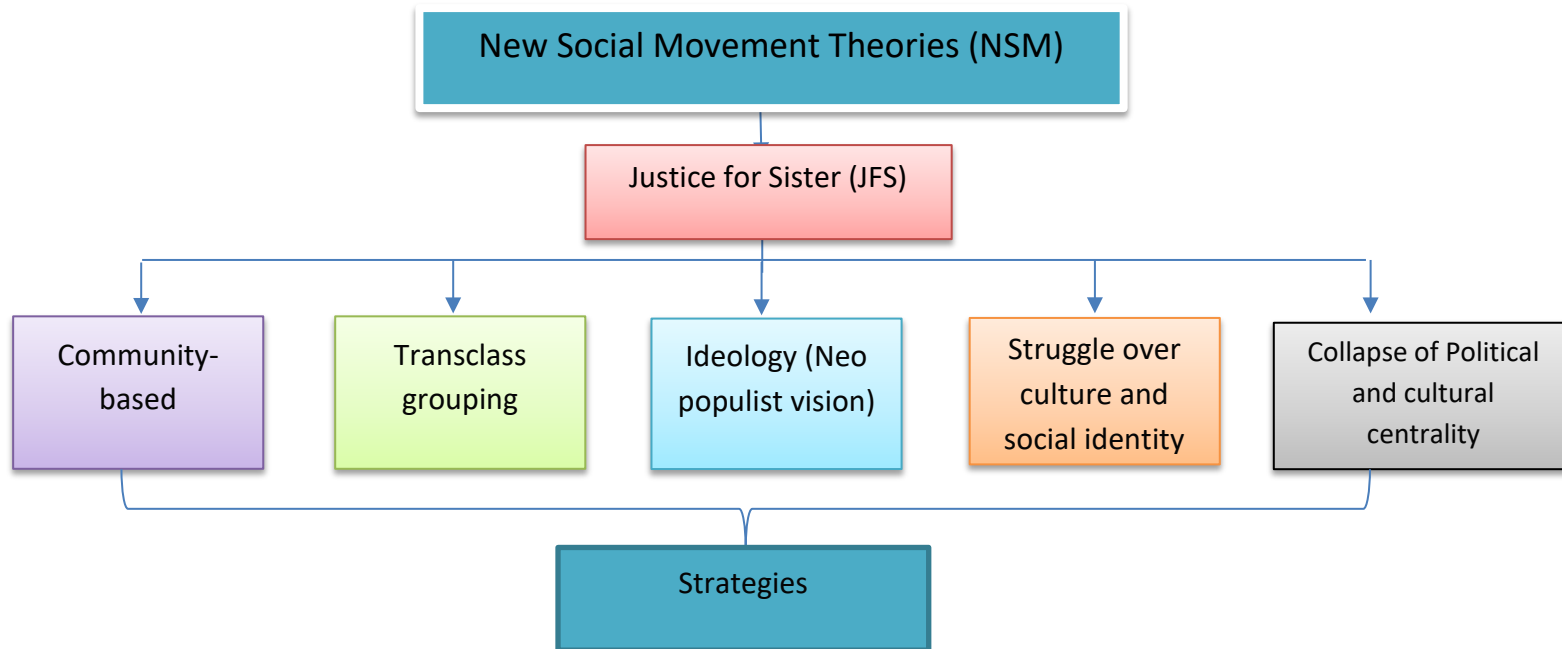 New Social Movement Theories (NSM)
Justice for Sister (JFS)
Community-
based
Transclass
grouping
Ideology (Neo
populist vision)
Struggle over
culture and
social identity
Collapse of Political
and cultural
centrality
Strategies